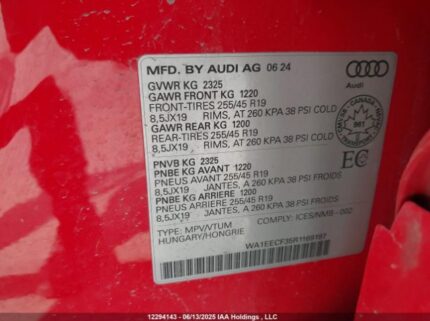 MFD. BY AUDI AG 06 24
Audi
GVWR KG 2325
GAWR FRONT KG 1220
FRONT-TIRES 255/45 R19
8,5JX19 RIMS, AT 260 KPA 38 PSI COLD
GAWR REAR KG 1200
REAR-TIRES 255/45 R19
8,5JX19 RIMS, AT 260 KPA 38 PSI COLD
PNVB KG 2325
PNBE KG AVANT 1220
PNEUS AVANT 255/45 R19
8,5JX19 JANTES, A 260 KPA 38 PSI FROIDS
PNBE KG ARRIERE 1200
PNEUS ARRIERE 255/45 R19
8,5JX19 JANTES, A 260 KPA 38 PSI FROIDS
CANADA
EC
TYPE: MPV/VTUM COMPLY: ICES/NMB-002
HUNGARY/HONGRIE
WA1EECF35R1169197
12294143 - 06/13/2025 IAA Holdings , LLC